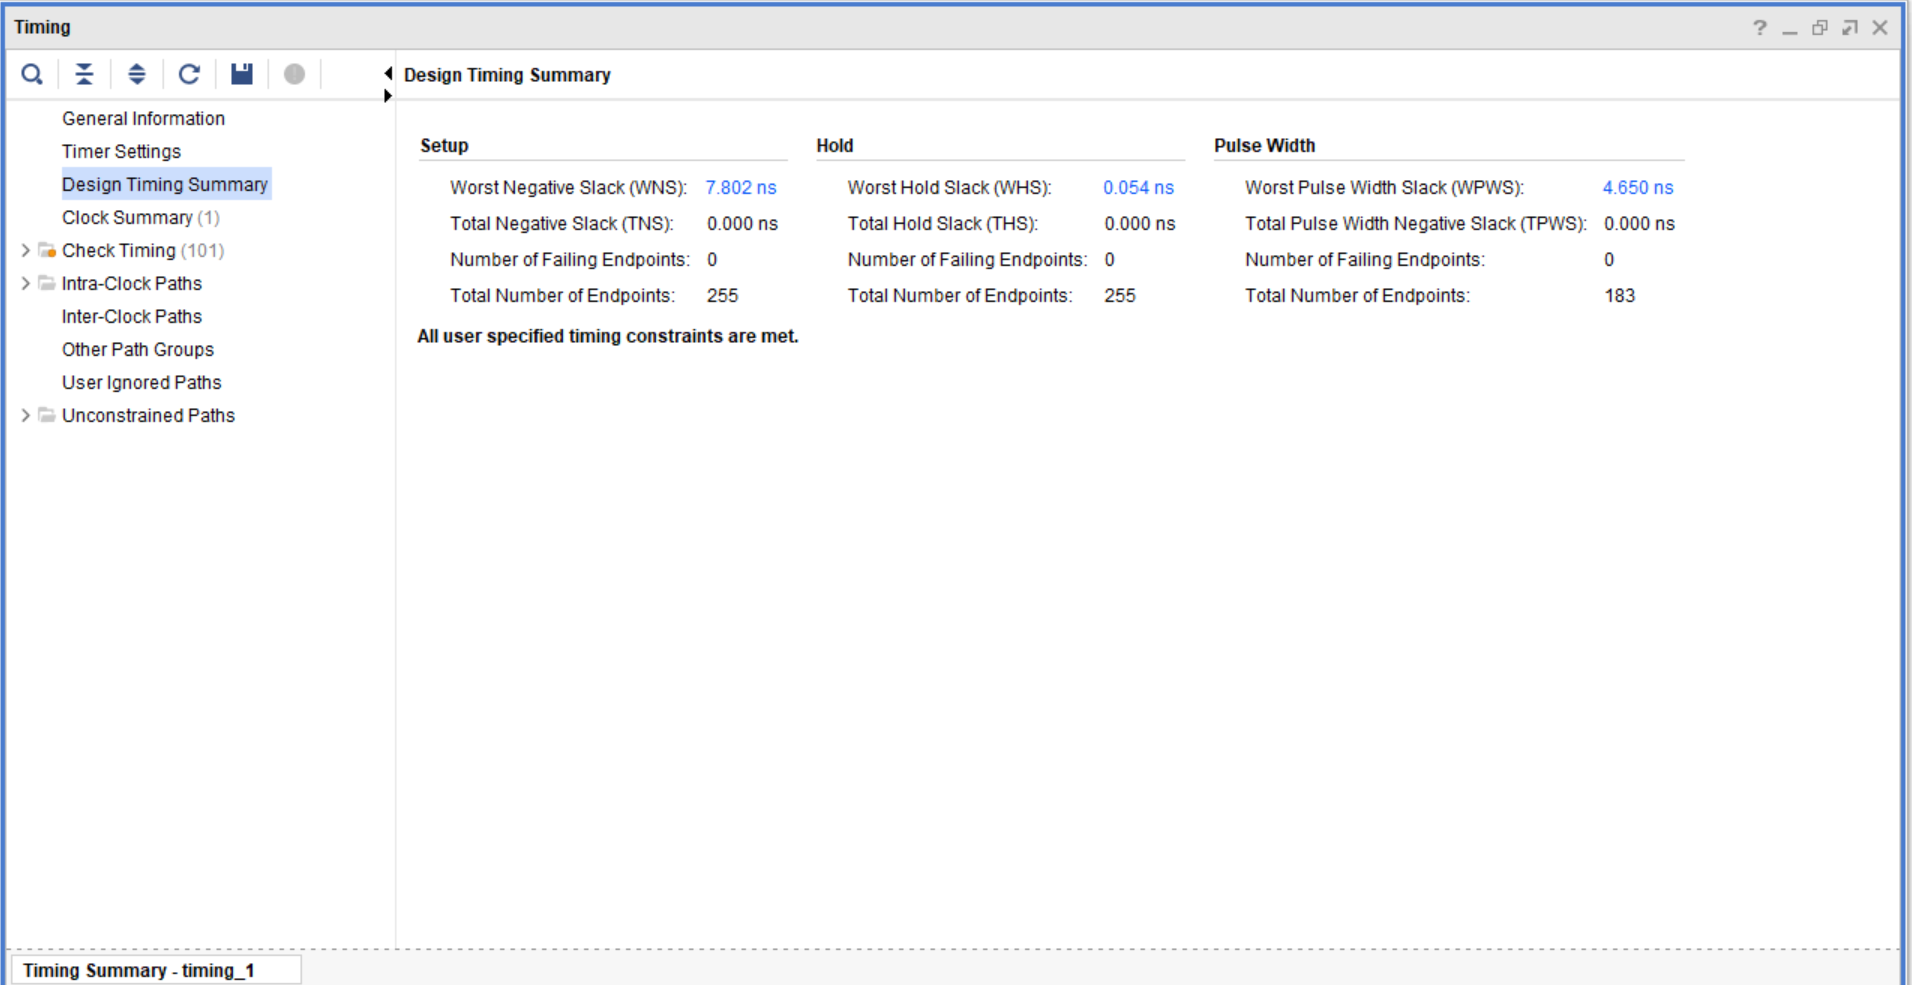 Timing
Design Timing Summary
General Information
Timer Settings
Design Timing Summary
Clock Summary (1)
Check Timing (101)
Intra-Clock Paths
Inter-Clock Paths
Other Path Groups
User Ignored Paths
Unconstrained Paths
Setup
Worst Negative Slack (WNS): 7.802 ns
Total Negative Slack (TNS): 0.000 ns
Number of Failing Endpoints: 0
Total Number of Endpoints: 255
Hold
Worst Hold Slack (WHS): 0.054 ns
Total Hold Slack (THS): 0.000 ns
Number of Failing Endpoints: 0
Total Number of Endpoints: 255
Pulse Width
Worst Pulse Width Slack (WPWS): 4.650 ns
Total Pulse Width Negative Slack (TPWS): 0.000 ns
Number of Failing Endpoints: 0
Total Number of Endpoints: 183
All user specified timing constraints are met.
Timing Summary - timing_1